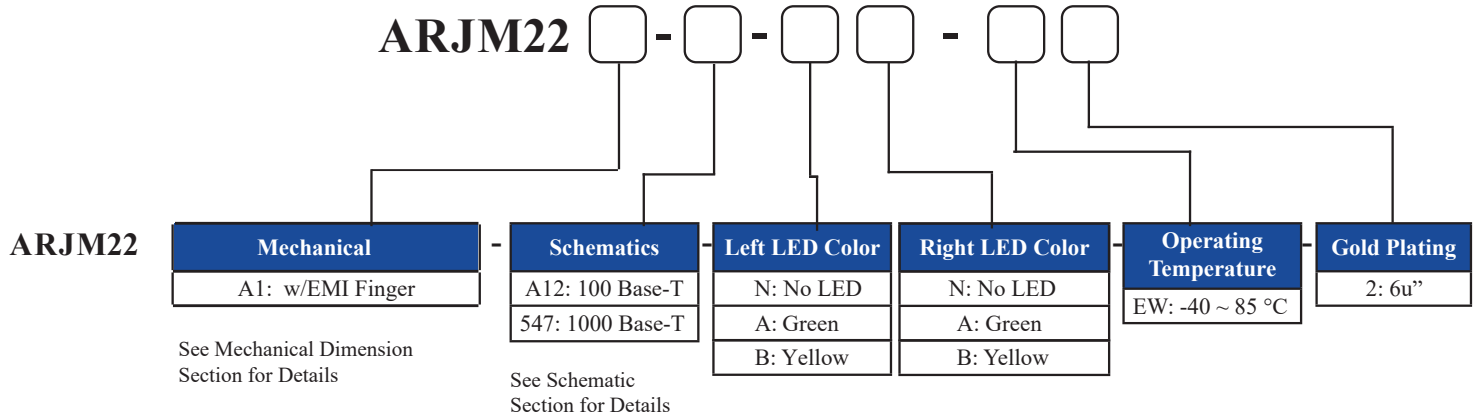 ARJM22 - - -
ARJM22
Mechanical
A1: w/EMI Finger
See Mechanical Dimension
Section for Details
-
Schematics
A12: 100 Base-T
547: 1000 Base-T
See Schematic
Section for Details
-
Left LED Color
N: No LED
A: Green
B: Yellow
Right LED Color
N: No LED
A: Green
B: Yellow
-
Operating
Temperature
EW: -40 ~ 85 °C
-
Gold Plating
2: 6u”